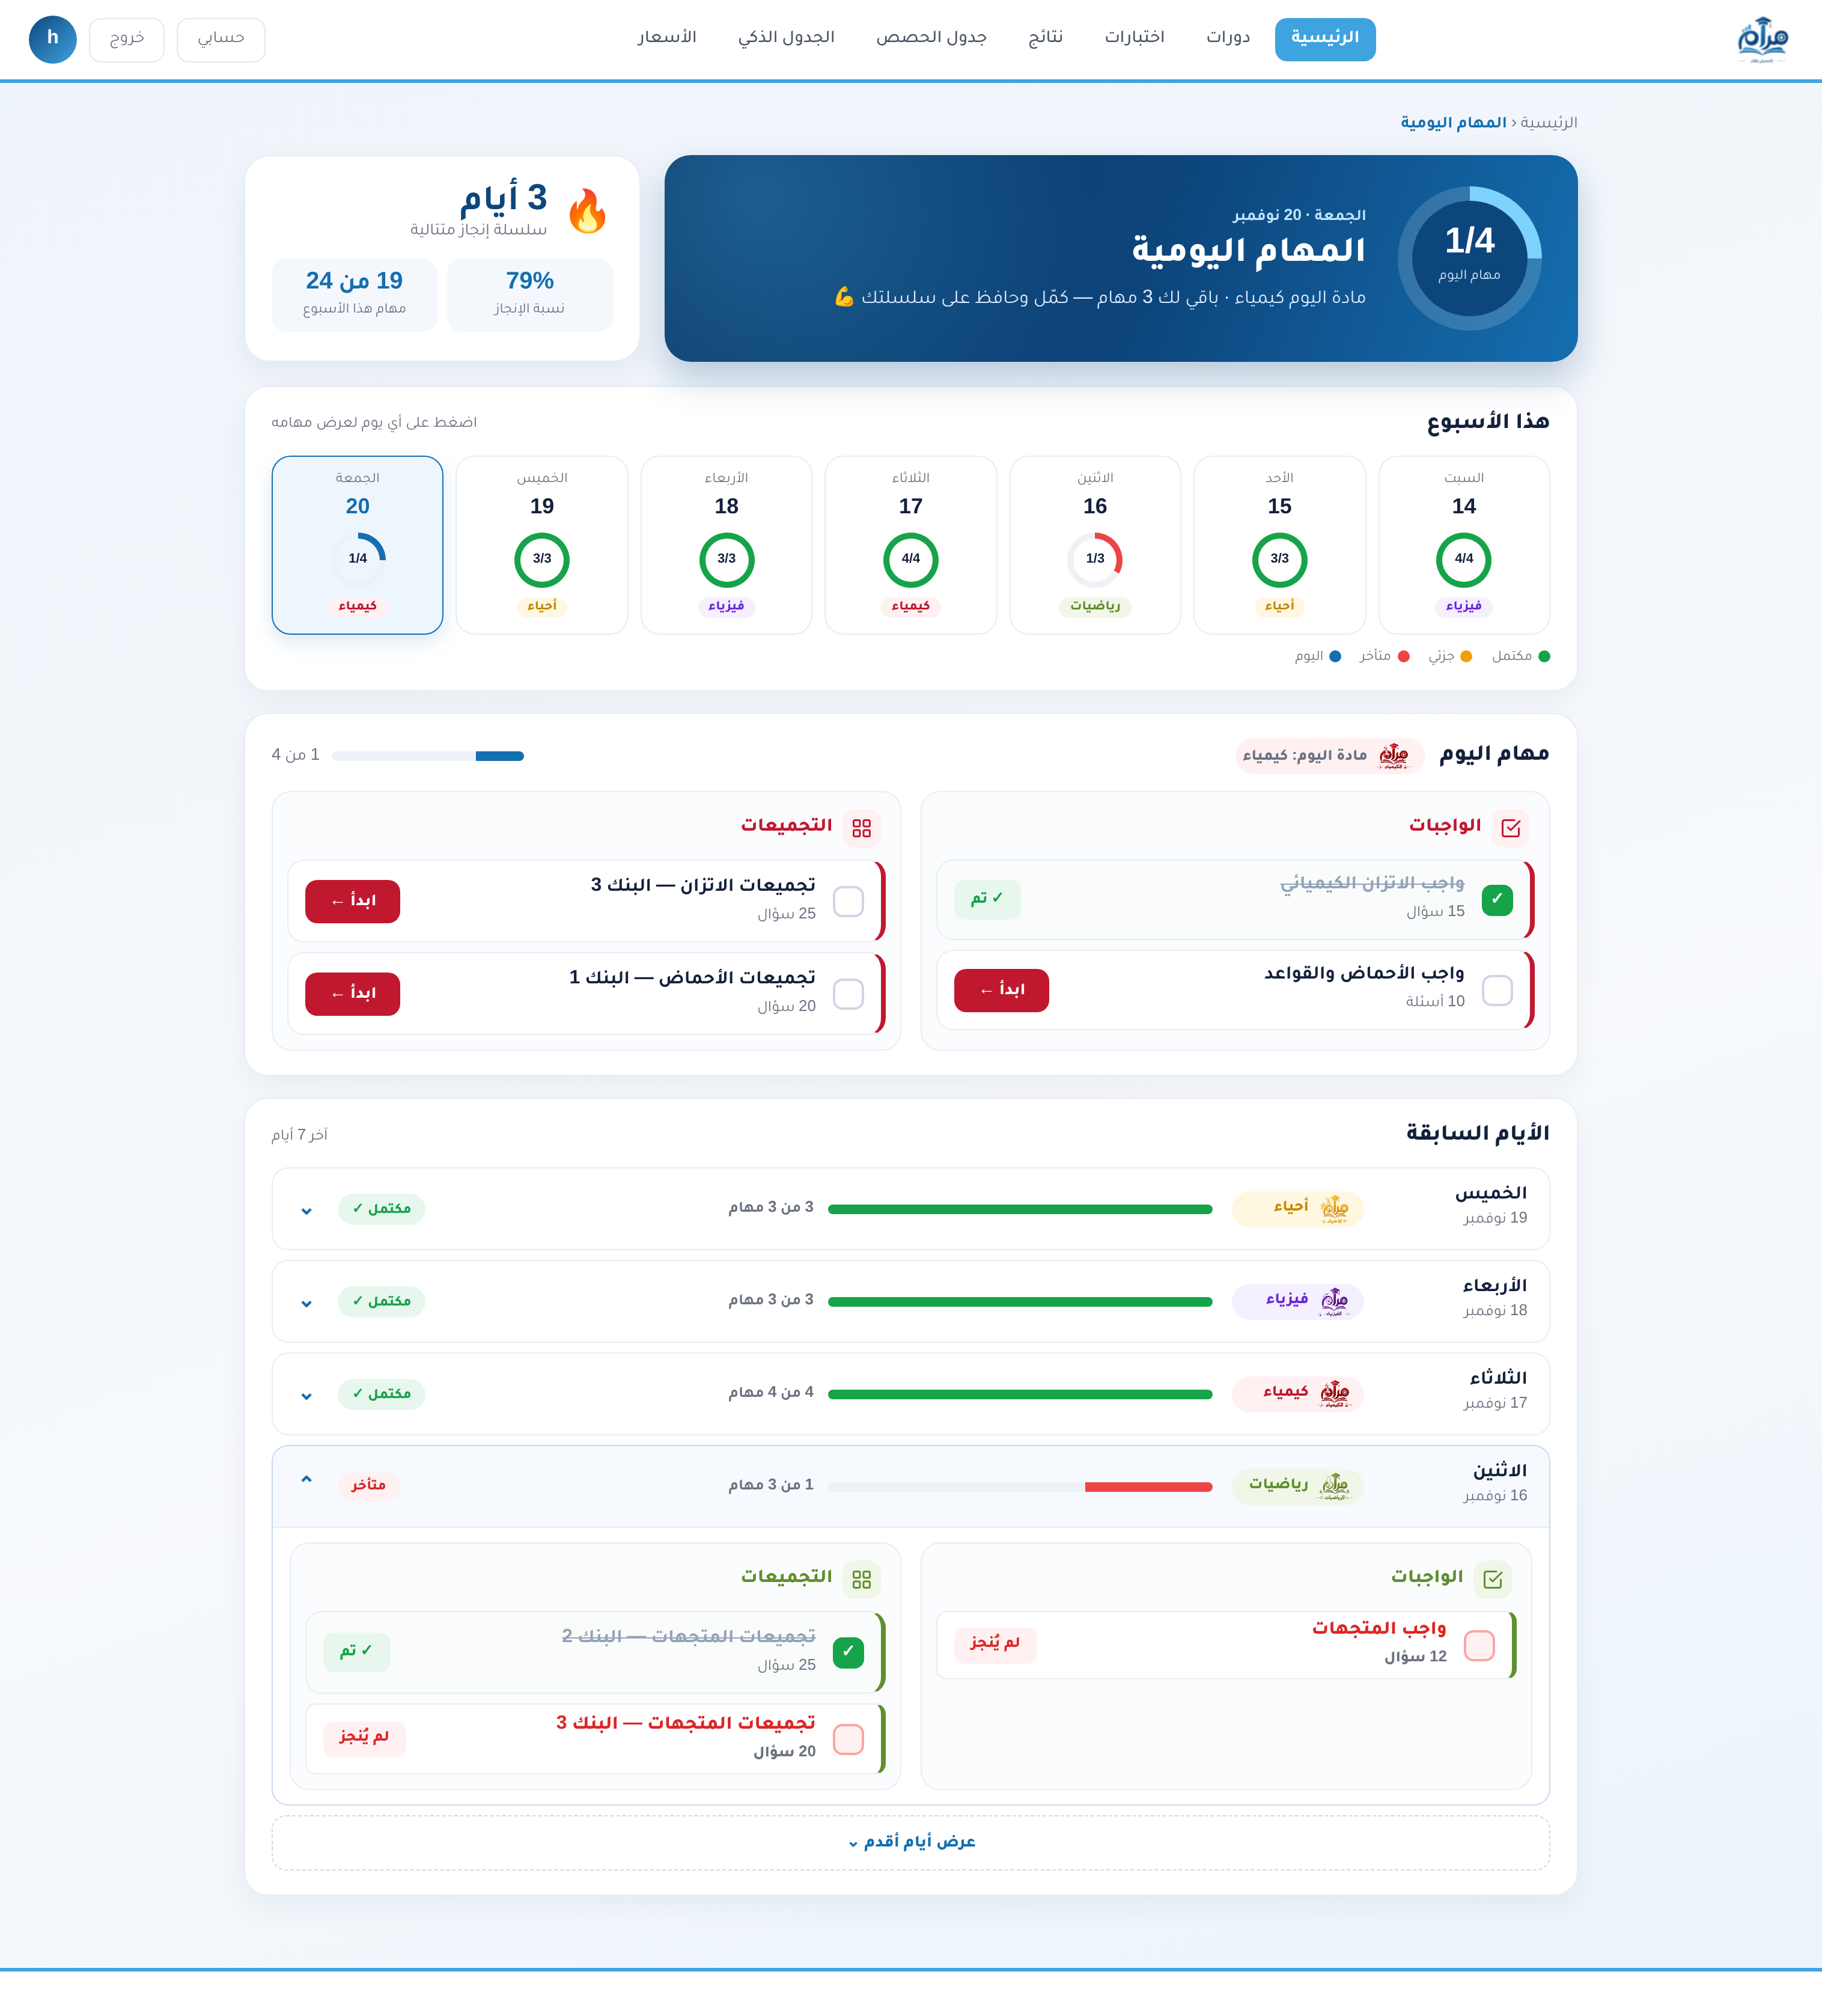 مرام
الرئيسية
دورات
اختبارات
نتائج
جدول الحصص
الجدول الذكي
الأسعار
حسابي
خروج
h
الرئيسية › المهام اليومية
1/4
مهام اليوم
الجمعة · 20 نوفمبر
المهام اليومية
مادة اليوم كيمياء · باقي لك 3 مهام — كمّل وحافظ على سلسلتك 💪
🔥
3 أيام
سلسلة إنجاز متتالية
79%
نسبة الإنجاز
19 من 24
مهام هذا الأسبوع
هذا الأسبوع
اضغط على أي يوم لعرض مهامه
السبت
14
4/4
فيزياء
الأحد
15
3/3
أحياء
الاثنين
16
1/3
رياضيات
الثلاثاء
17
4/4
كيمياء
الأربعاء
18
3/3
فيزياء
الخميس
19
3/3
أحياء
الجمعة
20
1/4
كيمياء
مكتمل
جزئي
متأخر
اليوم
مهام اليوم
مرام
مادة اليوم: كيمياء
1 من 4
الواجبات
واجب الاتزان الكيميائي
15 سؤال
✓ تم
واجب الأحماض والقواعد
10 أسئلة
ابدأ ←
التجميعات
تجميعات الاتزان — البنك 3
25 سؤال
ابدأ ←
تجميعات الأحماض — البنك 1
20 سؤال
ابدأ ←
الأيام السابقة
آخر 7 أيام
الخميس
19 نوفمبر
مرام
أحياء
3 من 3 مهام
مكتمل ✓
الأربعاء
18 نوفمبر
مرام
فيزياء
3 من 3 مهام
مكتمل ✓
الثلاثاء
17 نوفمبر
مرام
كيمياء
4 من 4 مهام
مكتمل ✓
الاثنين
16 نوفمبر
مرام
رياضيات
1 من 3 مهام
متأخر
الواجبات
واجب المتجهات
12 سؤال
لم يُنجز
التجميعات
تجميعات المتجهات — البنك 2
25 سؤال
✓ تم
تجميعات المتجهات — البنك 3
20 سؤال
لم يُنجز
عرض أيام أقدم ⌄